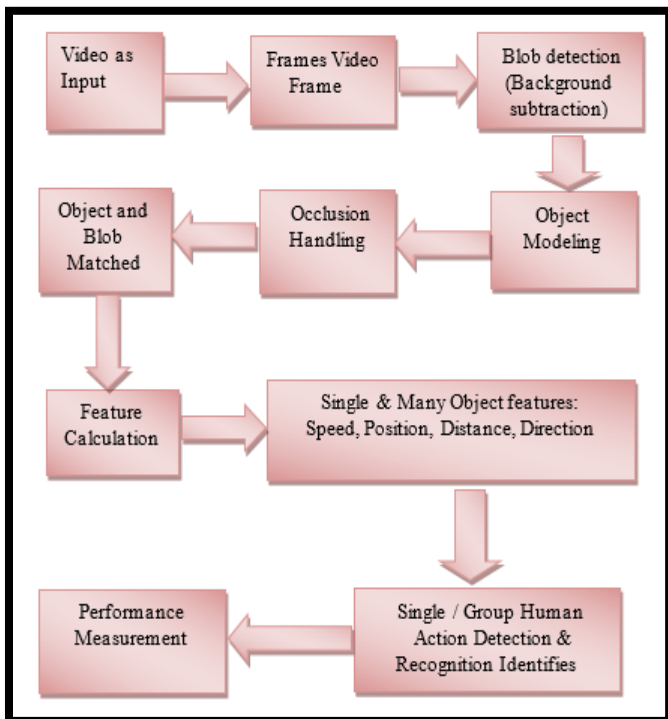 Video as
Input
Frames Video
Frame
Blob detection
(Background
subtraction)
Object
Modeling
Occlusion
Handling
Object and
Blob
Matched
Feature
Calculation
Single & Many Object features:
Speed, Position, Distance, Direction
Single / Group Human
Action Detection &
Recognition Identifies
Performance
Measurement